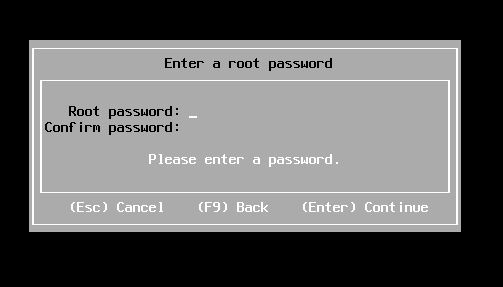 Enter a root password
Root password: _
Confirm password:
Please enter a password.
(Esc) Cancel (F9) Back (Enter) Continue